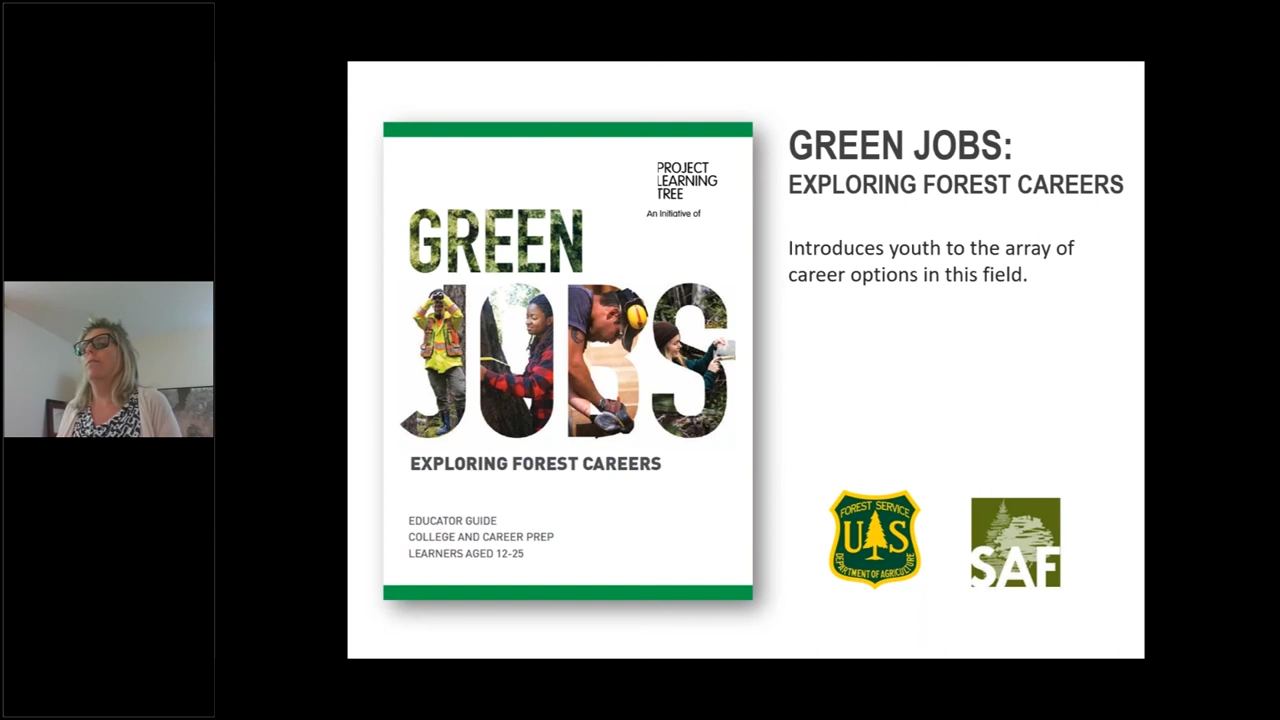 PROJECT
LEARNING
TREE
An Initiative of
GREEN
JOBS
EXPLORING FOREST CAREERS
EDUCATOR GUIDE
COLLEGE AND CAREER PREP
LEARNERS AGED 12-25
GREEN JOBS:
EXPLORING FOREST CAREERS
Introduces youth to the array of
career options in this field.
FOREST SERVICE
U S
DEPARTMENT OF AGRICULTURE
SAF